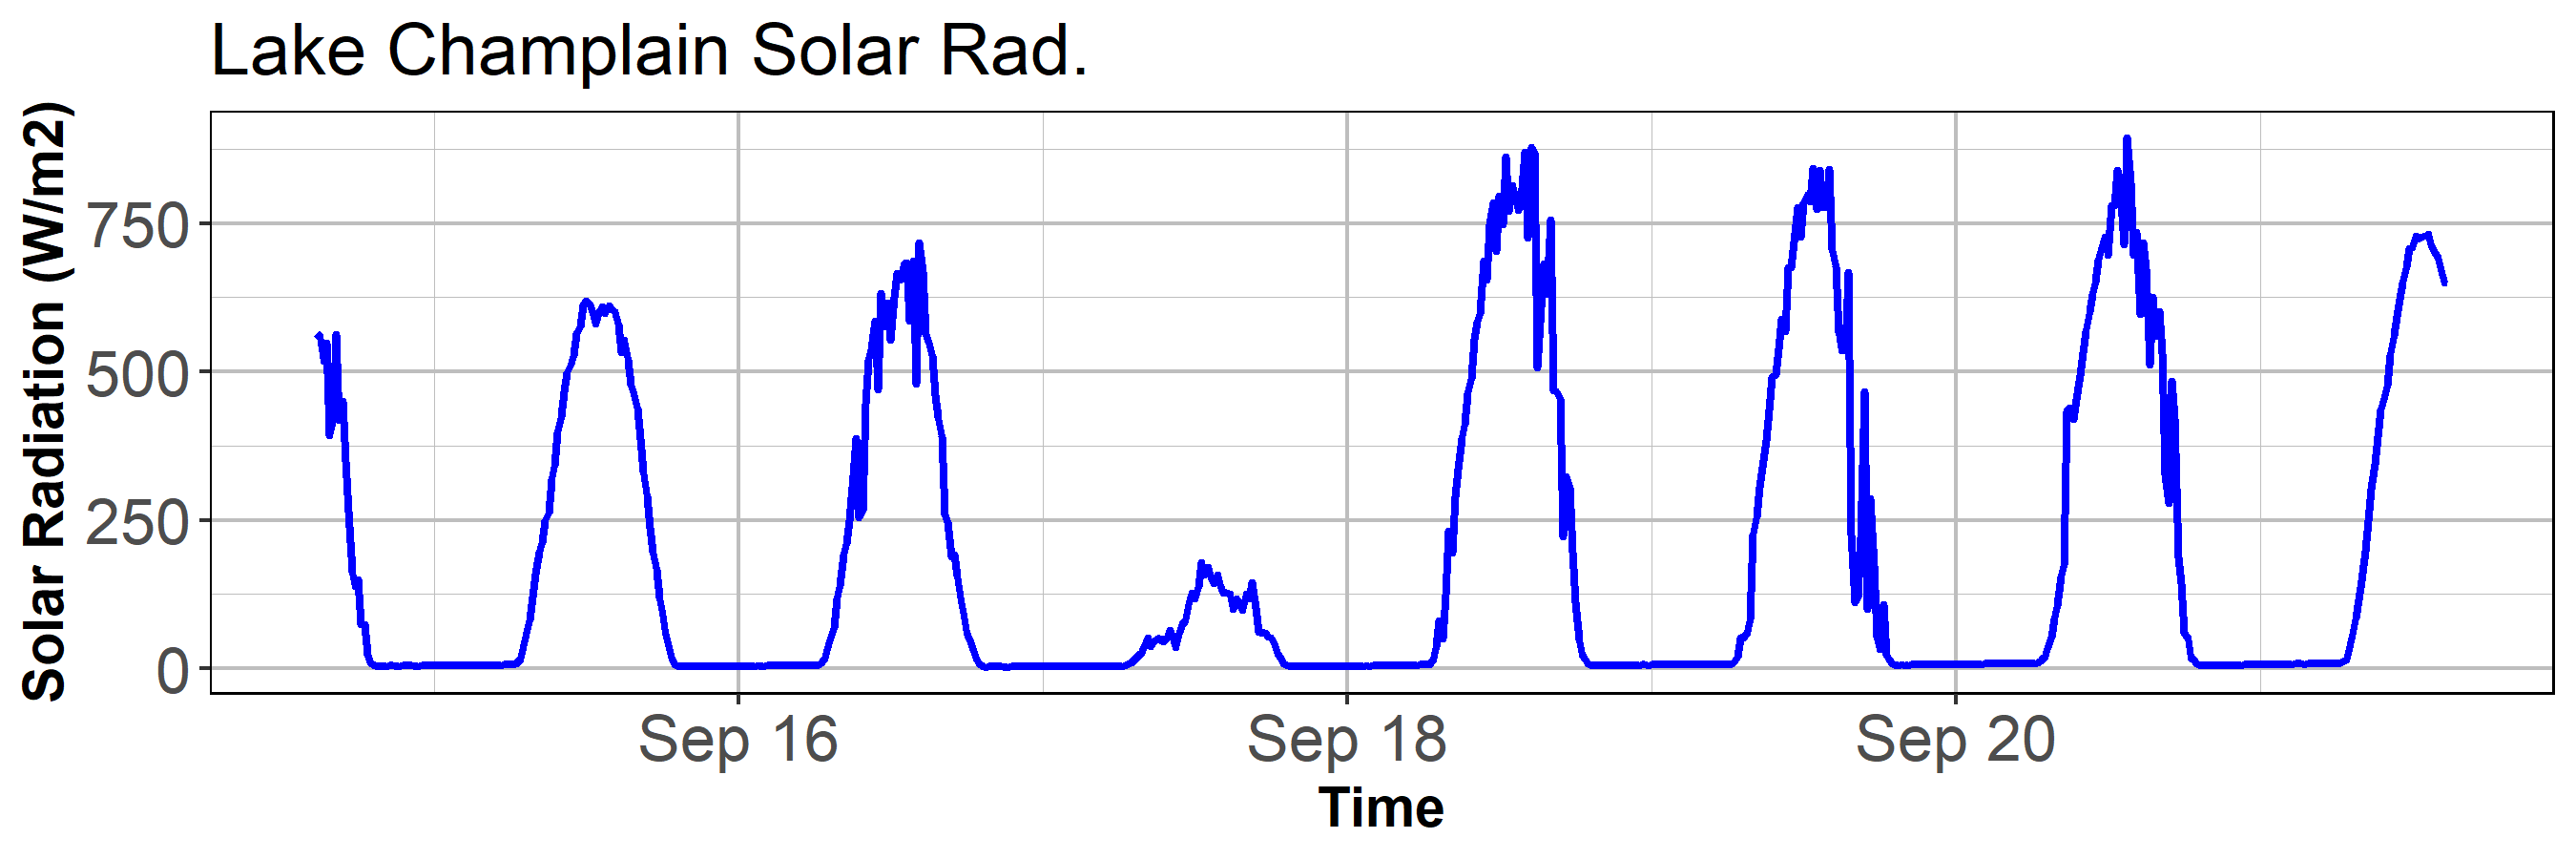 Lake Champlain Solar Rad.
Solar Radiation (W/m2)
750
500
250
0
Sep 16 Sep 18 Sep 20
Time